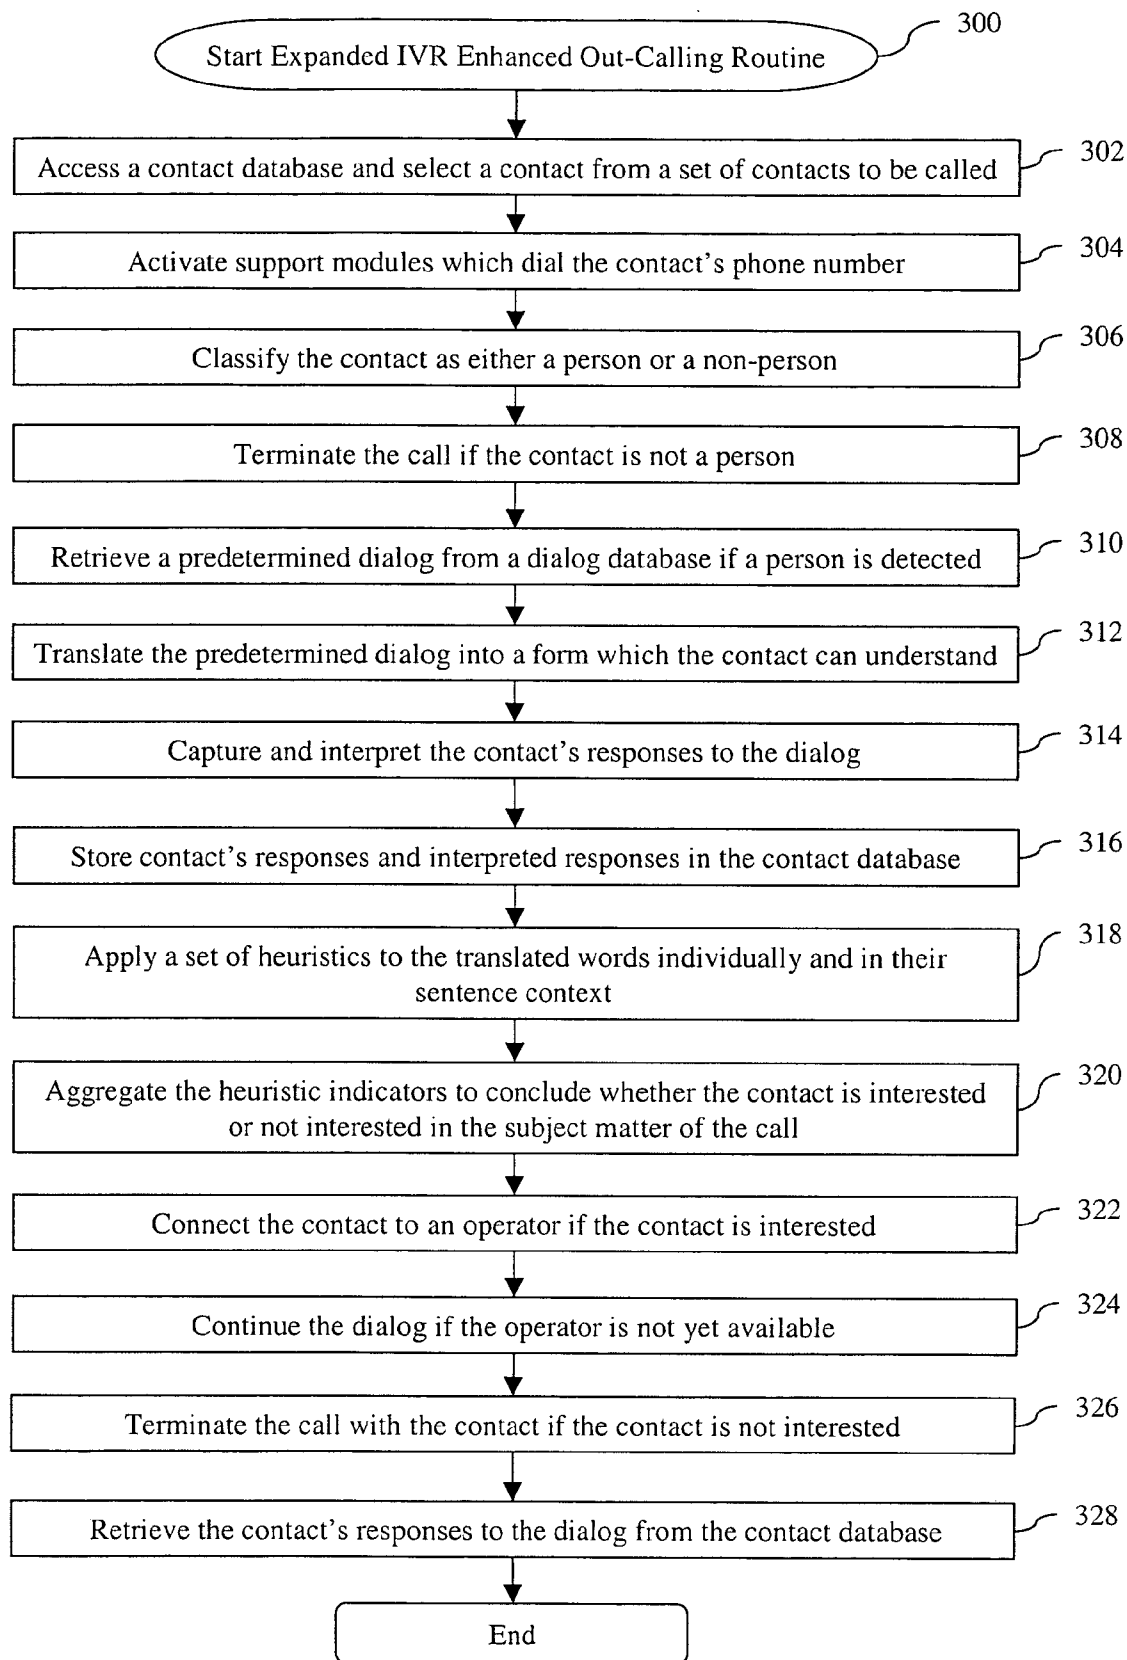 300
Start Expanded IVR Enhanced Out-Calling Routine
302
Access a contact database and select a contact from a set of contacts to be called
304
Activate support modules which dial the contact's phone number
306
Classify the contact as either a person or a non-person
308
Terminate the call if the contact is not a person
310
Retrieve a predetermined dialog from a dialog database if a person is detected
312
Translate the predetermined dialog into a form which the contact can understand
314
Capture and interpret the contact's responses to the dialog
316
Store contact's responses and interpreted responses in the contact database
318
Apply a set of heuristics to the translated words individually and in their
sentence context
320
Aggregate the heuristic indicators to conclude whether the contact is interested
or not interested in the subject matter of the call
322
Connect the contact to an operator if the contact is interested
324
Continue the dialog if the operator is not yet available
326
Terminate the call with the contact if the contact is not interested
328
Retrieve the contact's responses to the dialog from the contact database
End